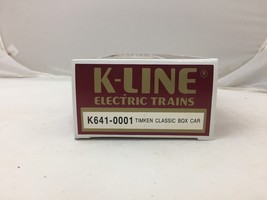 K-LINE®
ELECTRIC TRAINS
K641-0001 TIMKEN CLASSIC BOX CAR